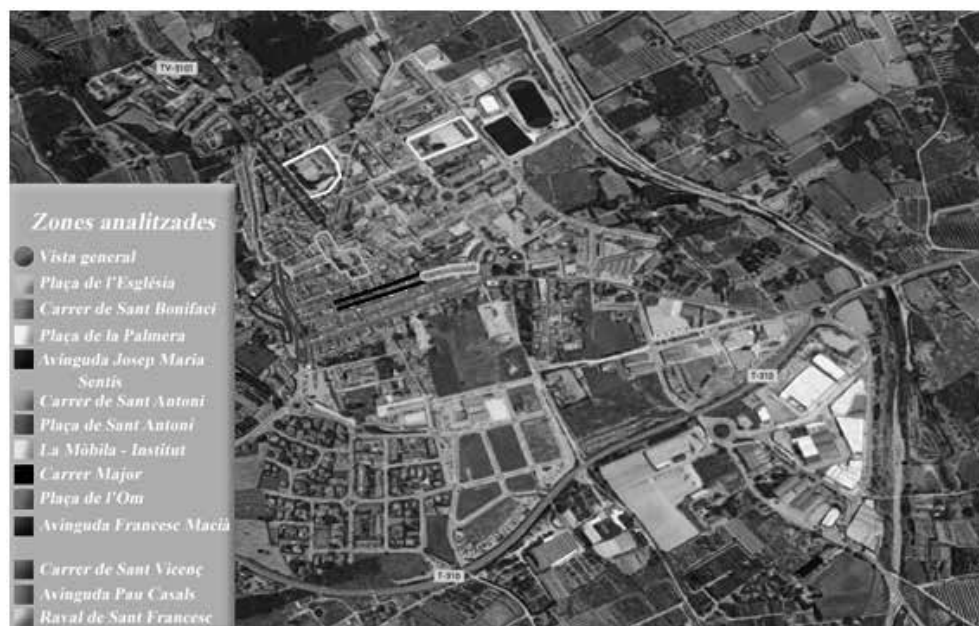 TV-3101
Zones analitzades
Vista general
Plaça de l'Església
Carrer de Sant Bonifaci
Plaça de la Palmera
Avinguda Josep Maria
Sentís
Carrer de Sant Antoni
Plaça de Sant Antoni
La Mòbila - Institut
Carrer Major
Plaça de l'Om
Avinguda Francesc Macià
Carrer de Sant Vicenç
Avinguda Pau Casals
Raval de Sant Francesc
T-310
T-310